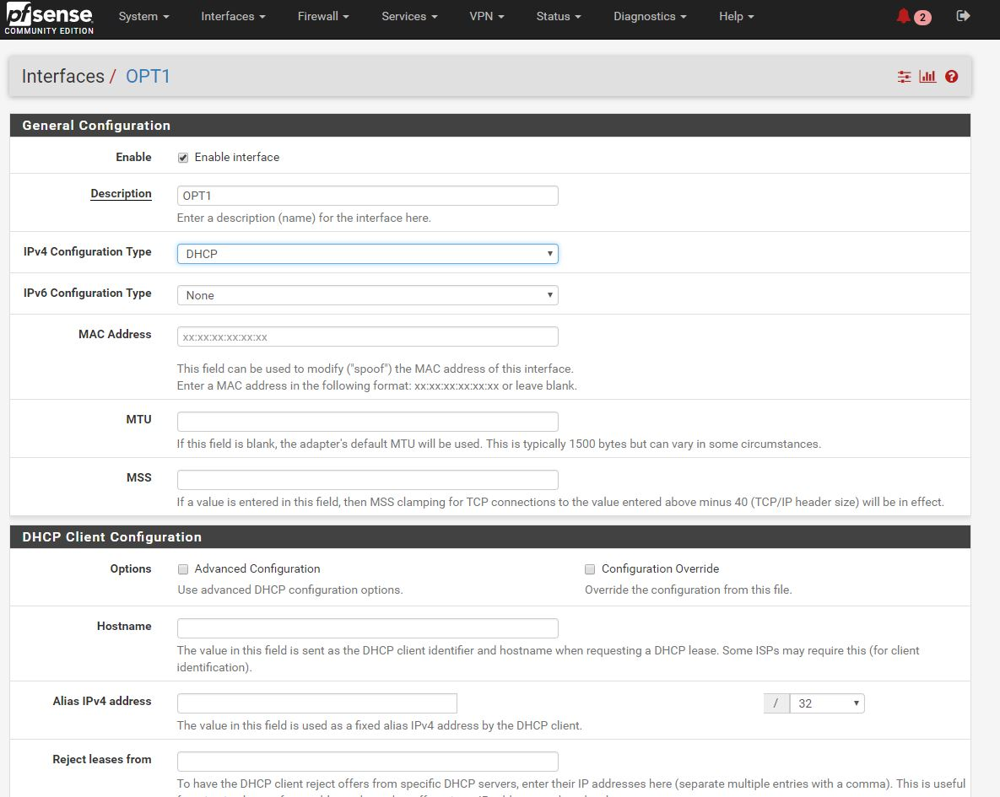 pfsense
COMMUNITY EDITION
System Interfaces Firewall Services VPN Status Diagnostics Help 2
Interfaces / OPT1
General Configuration
Enable Enable interface
Description OPT1
Enter a description (name) for the interface here.
IPv4 Configuration Type DHCP
IPv6 Configuration Type None
MAC Address xx:xx:xx:xx:xx:xx
This field can be used to modify ("spoof") the MAC address of this interface.
Enter a MAC address in the following format: xx:xx:xx:xx:xx:xx or leave blank.
MTU
If this field is blank, the adapter's default MTU will be used. This is typically 1500 bytes but can vary in some circumstances.
MSS
If a value is entered in this field, then MSS clamping for TCP connections to the value entered above minus 40 (TCP/IP header size) will be in effect.
DHCP Client Configuration
Options Advanced Configuration Configuration Override
Use advanced DHCP configuration options. Override the configuration from this file.
Hostname
The value in this field is sent as the DHCP client identifier and hostname when requesting a DHCP lease. Some ISPs may require this (for client
identification).
Alias IPv4 address / 32
The value in this field is used as a fixed alias IPv4 address by the DHCP client.
Reject leases from
To have the DHCP client reject offers from specific DHCP servers, enter their IP addresses here (separate multiple entries with a comma). This is useful